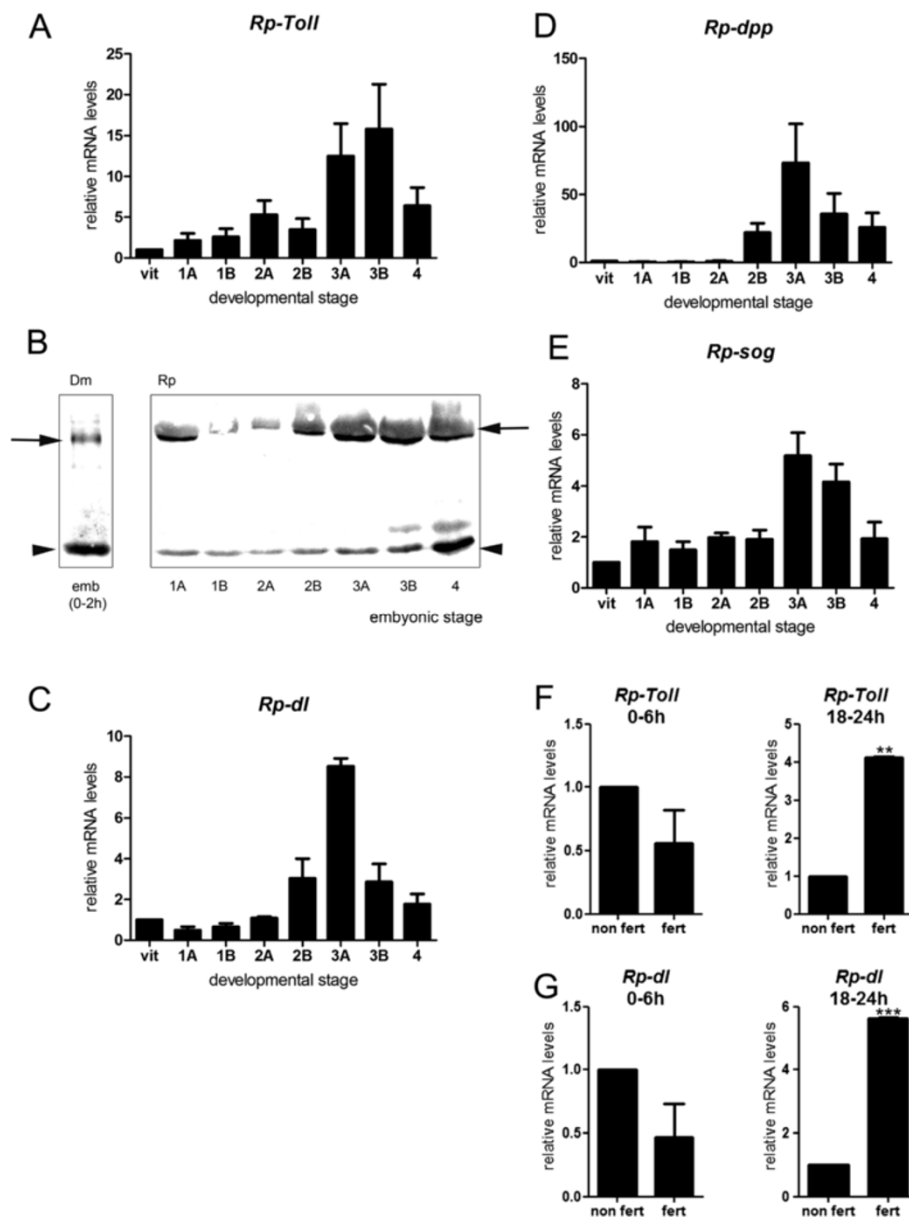 A
Rp-Toll
25
20
15
10
5
0
relative mRNA levels
vit 1A 1B 2A 2B 3A 3B 4
developmental stage
D
Rp-dpp
150
100
50
0
relative mRNA levels
vit 1A 1B 2A 2B 3A 3B 4
developmental stage
B
Dm
Rp
emb
(0-2h)
1A 1B 2A 2B 3A 3B 4
embyonic stage
E
Rp-sog
8
6
4
2
0
relative mRNA levels
vit 1A 1B 2A 2B 3A 3B 4
developmental stage
C
Rp-dl
10
8
6
4
2
0
relative mRNA levels
vit 1A 1B 2A 2B 3A 3B 4
developmental stage
F
Rp-Toll
0-6h
1.5
1.0
0.5
0.0
relative mRNA levels
non fert fert
Rp-Toll
18-24h
5
4
3
2
1
0
relative mRNA levels
**
non fert fert
G
Rp-dl
0-6h
1.5
1.0
0.5
0.0
relative mRNA levels
non fert fert
Rp-dl
18-24h
6
4
2
0
relative mRNA levels
***
non fert fert